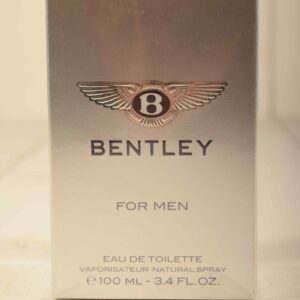 B
BENTLEY
FOR MEN
EAU DE TOILETTE
VAPORISATEUR NATURAL SPRAY
℮ 100 ML - 3.4 FL.OZ.